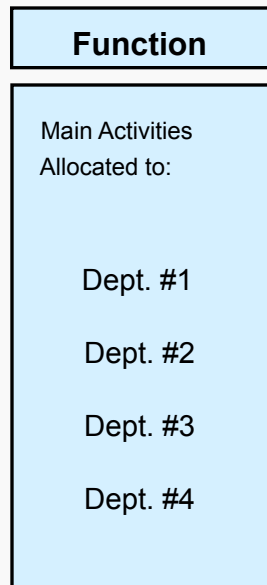 Function
Main Activities
Allocated to:
Dept. #1
Dept. #2
Dept. #3
Dept. #4